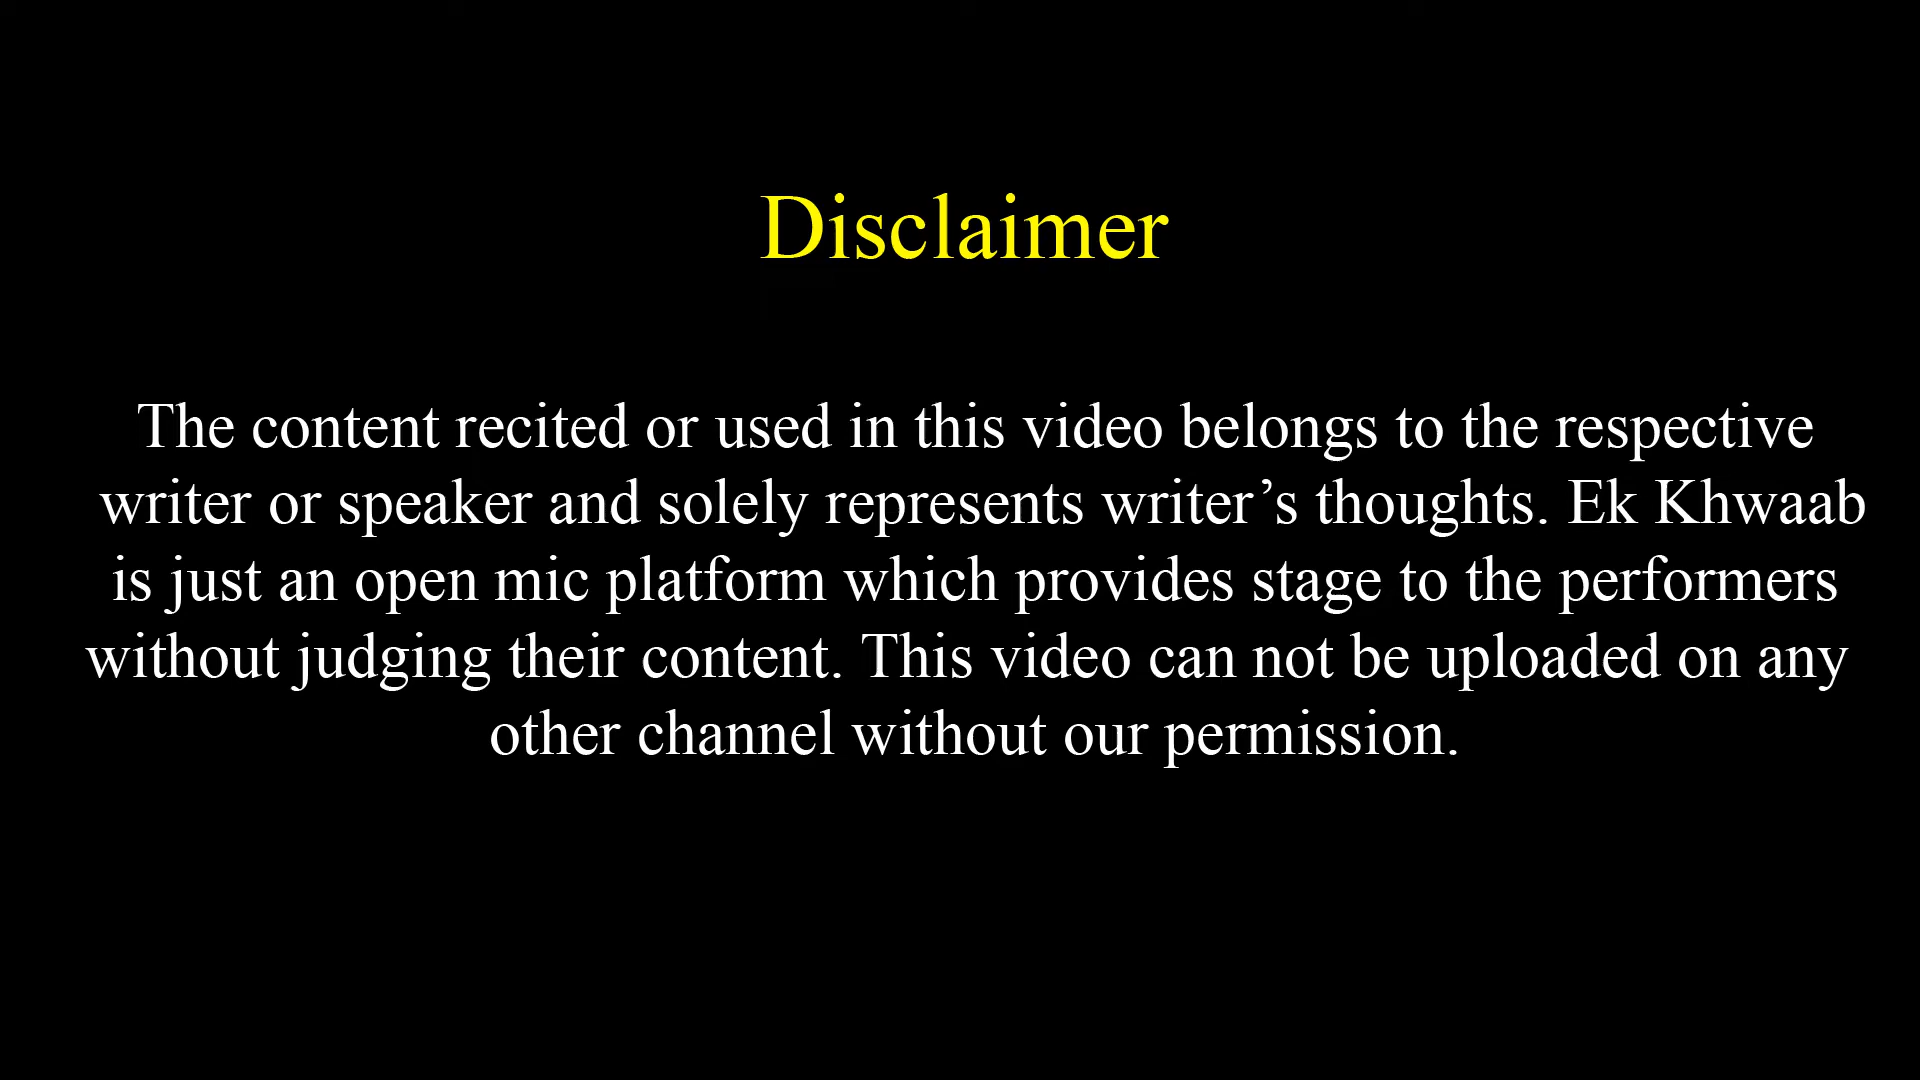 Disclaimer
The content recited or used in this video belongs to the respective
writer or speaker and solely represents writer’s thoughts. Ek Khwaab
is just an open mic platform which provides stage to the performers
without judging their content. This video can not be uploaded on any
other channel without our permission.